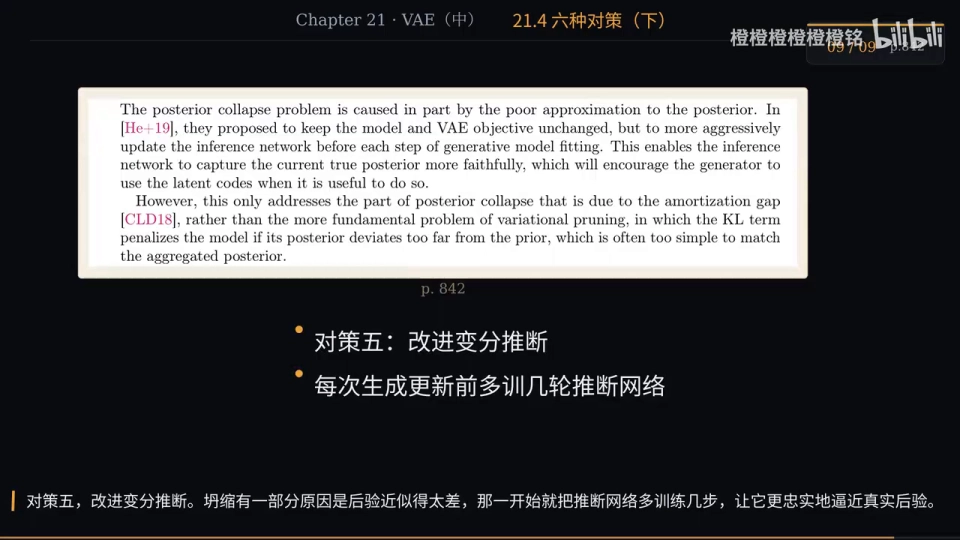 Chapter 21 · VAE（中） 21.4 六种对策（下）
橙橙橙橙橙橙铭 bilibili
09 / 09 p.842
The posterior collapse problem is caused in part by the poor approximation to the posterior. In
[He+19], they proposed to keep the model and VAE objective unchanged, but to more aggressively
update the inference network before each step of generative model fitting. This enables the inference
network to capture the current true posterior more faithfully, which will encourage the generator to
use the latent codes when it is useful to do so.
However, this only addresses the part of posterior collapse that is due to the amortization gap
[CLD18], rather than the more fundamental problem of variational pruning, in which the KL term
penalizes the model if its posterior deviates too far from the prior, which is often too simple to match
the aggregated posterior.
p. 842
• 对策五：改进变分推断
• 每次生成更新前多训几轮推断网络
对策五，改进变分推断。坍缩有一部分原因是后验近似得太差，那一开始就把推断网络多训练几步，让它更忠实地逼近真实后验。